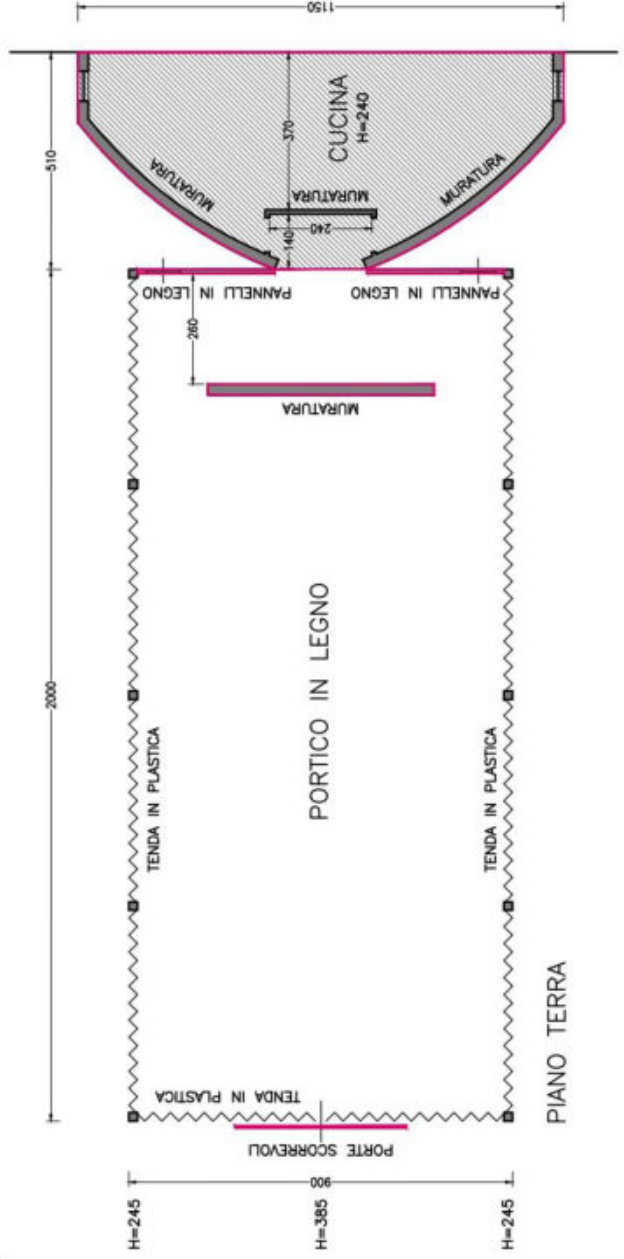 1150
510
370
CUCINA
H=240
MURATURA
MURATURA
MURATURA
240
140
PANNELLI IN LEGNO
PANNELLI IN LEGNO
260
MURATURA
2000
PORTICO IN LEGNO
TENDA IN PLASTICA
TENDA IN PLASTICA
TENDA IN PLASTICA
PORTE SCORREVOLI
900
H=245
H=385
H=245
PIANO TERRA